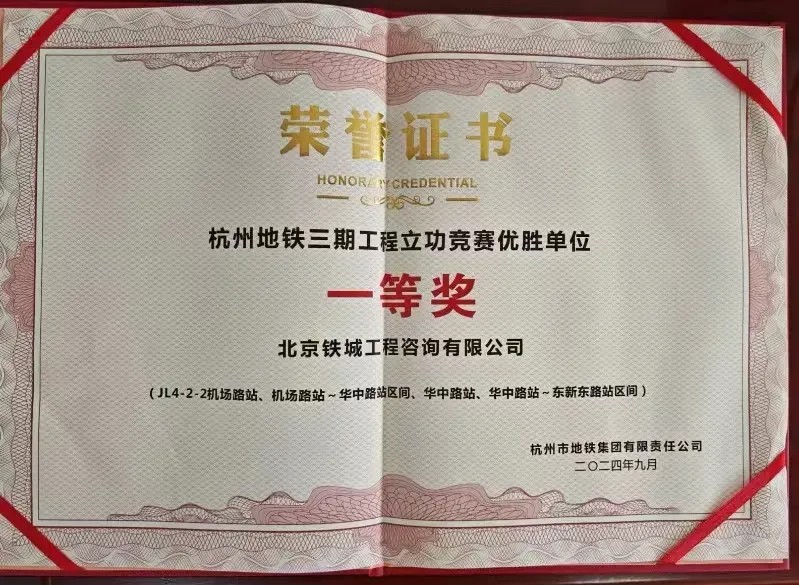 荣誉证书
HONORARY CREDENTIAL
杭州地铁三期工程立功竞赛优胜单位
一等奖
北京铁城工程咨询有限公司
（JL4-2-2机场路站、机场路站～华中路站区间、华中路站、华中路站～东新东路站区间）
杭州市地铁集团有限责任公司
二〇二四年九月